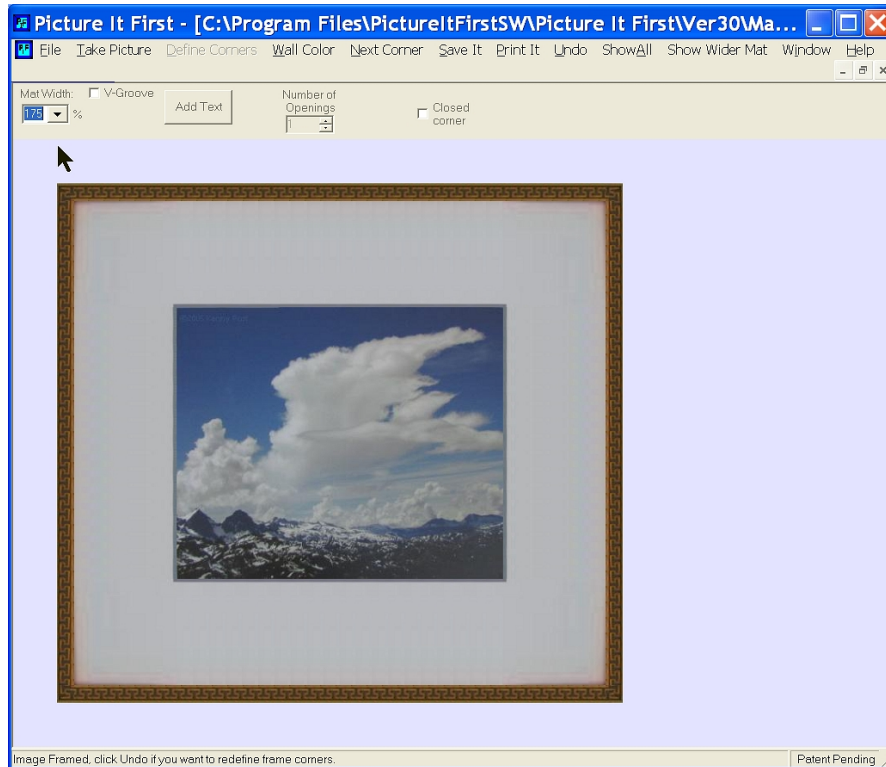 Picture It First - [C:\Program Files\PictureItFirstSW\Picture It First\Ver30\Ma...
File Take Picture Define Corners Wall Color Next Corner Save It Print It Undo ShowAll Show Wider Mat Window Help
Mat Width: V-Groove
175 %
Add Text
Number of
Openings
1
Closed
corner
Image Framed, click Undo if you want to redefine frame corners.
Patent Pending